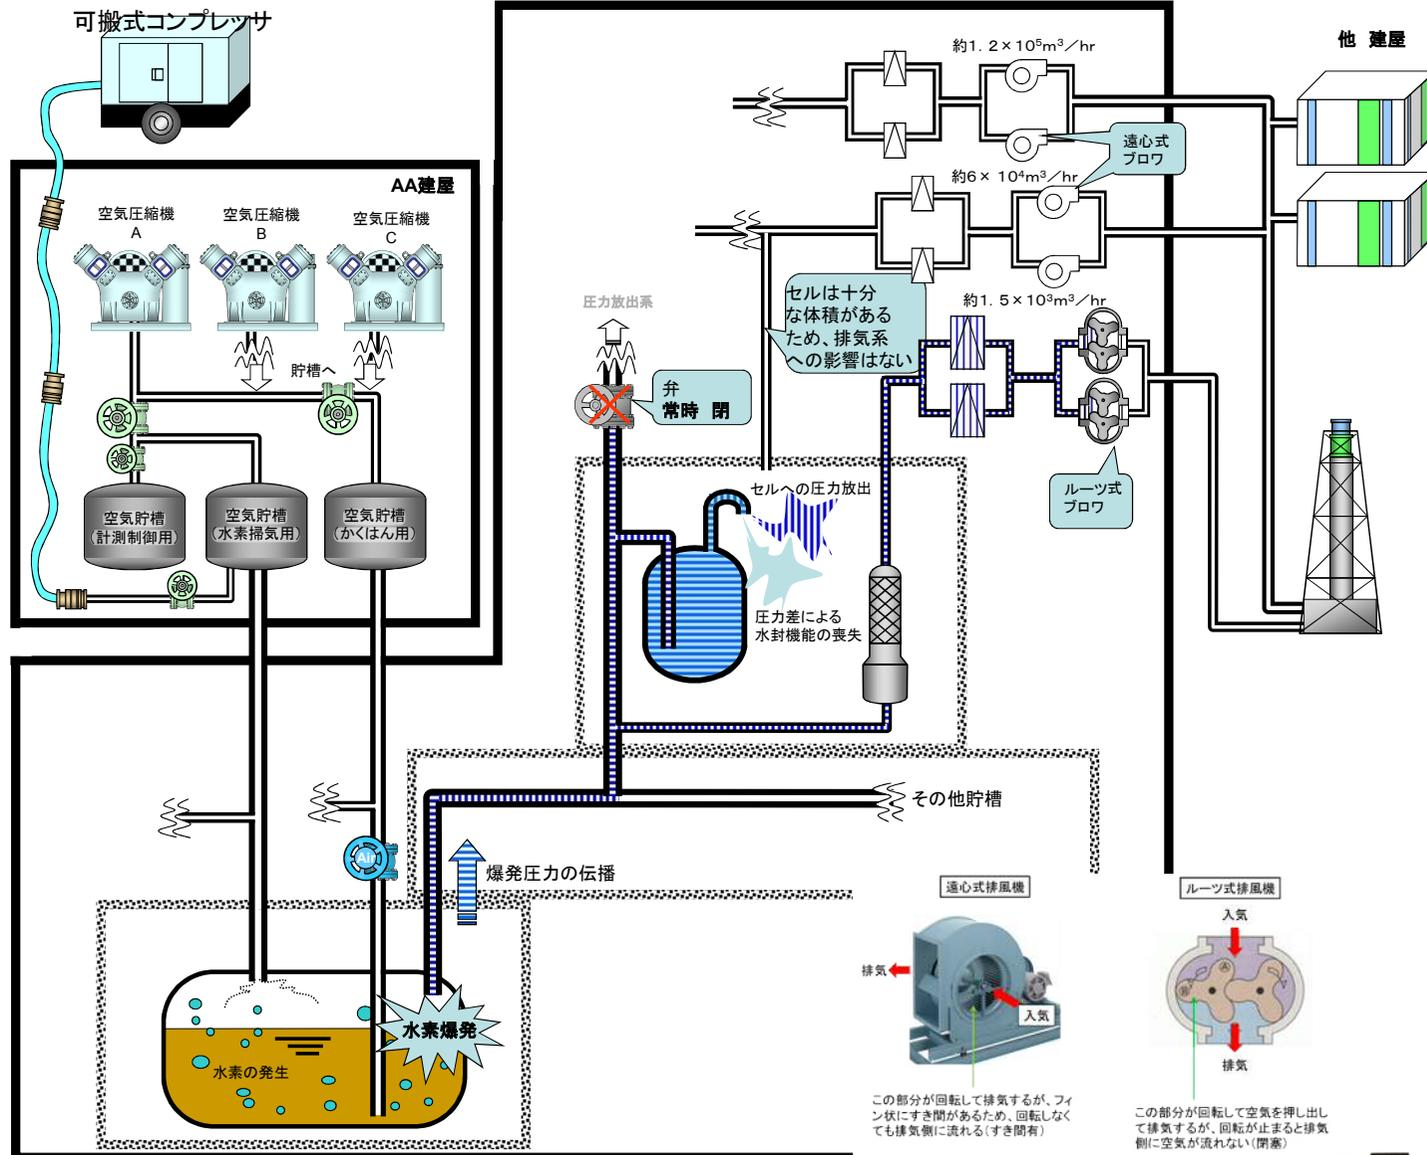 可搬式コンプレッサ
他 建屋
約1.2×10⁵m³/hr
遠心式
ブロワ
約6×10⁴m³/hr
AA建屋
空気圧縮機
A
空気圧縮機
B
空気圧縮機
C
貯槽へ
圧力放出系
弁
常時 閉
セルは十分
な体積がある
ため、排気系
への影響はない
約1.5×10³m³/hr
ルーツ式
ブロワ
空気貯槽
(計測制御用)
空気貯槽
(水素掃気用)
空気貯槽
(かくはん用)
セルへの圧力放出
圧力差による
水封機能の喪失
その他貯槽
Air
爆発圧力の伝播
水素爆発
水素の発生
遠心式排風機
排気
入気
この部分が回転して排気するが、フィ
ン状にすき間があるため、回転しなく
ても排気側に流れる(すき間有)
ルーツ式排風機
入気
排気
この部分が回転して空気を押し出し
て排気するが、回転が止まると排気
側に空気が流れない(閉塞)